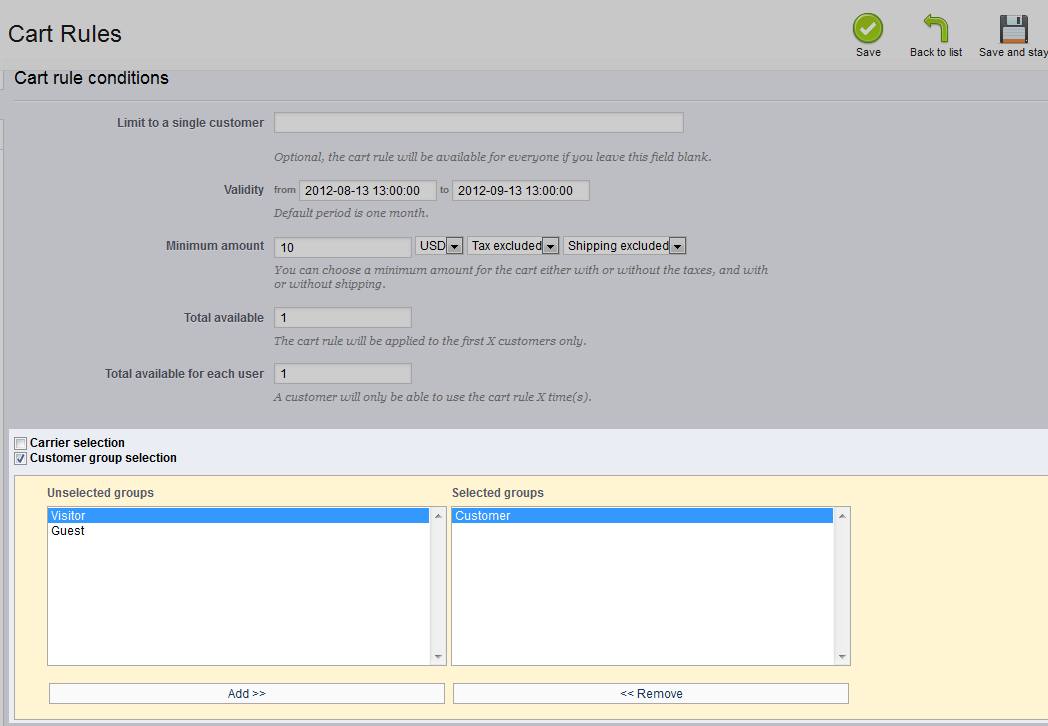 Cart Rules
Save
Back to list
Save and stay
Cart rule conditions
Limit to a single customer
Optional, the cart rule will be available for everyone if you leave this field blank.
Validity from 2012-08-13 13:00:00 to 2012-09-13 13:00:00
Default period is one month.
Minimum amount 10 USD Tax excluded Shipping excluded
You can choose a minimum amount for the cart either with or without the taxes, and with
or without shipping.
Total available 1
The cart rule will be applied to the first X customers only.
Total available for each user 1
A customer will only be able to use the cart rule X time(s).
Carrier selection
Customer group selection
Unselected groups
Selected groups
Visitor
Customer
Guest
Add >>
<< Remove